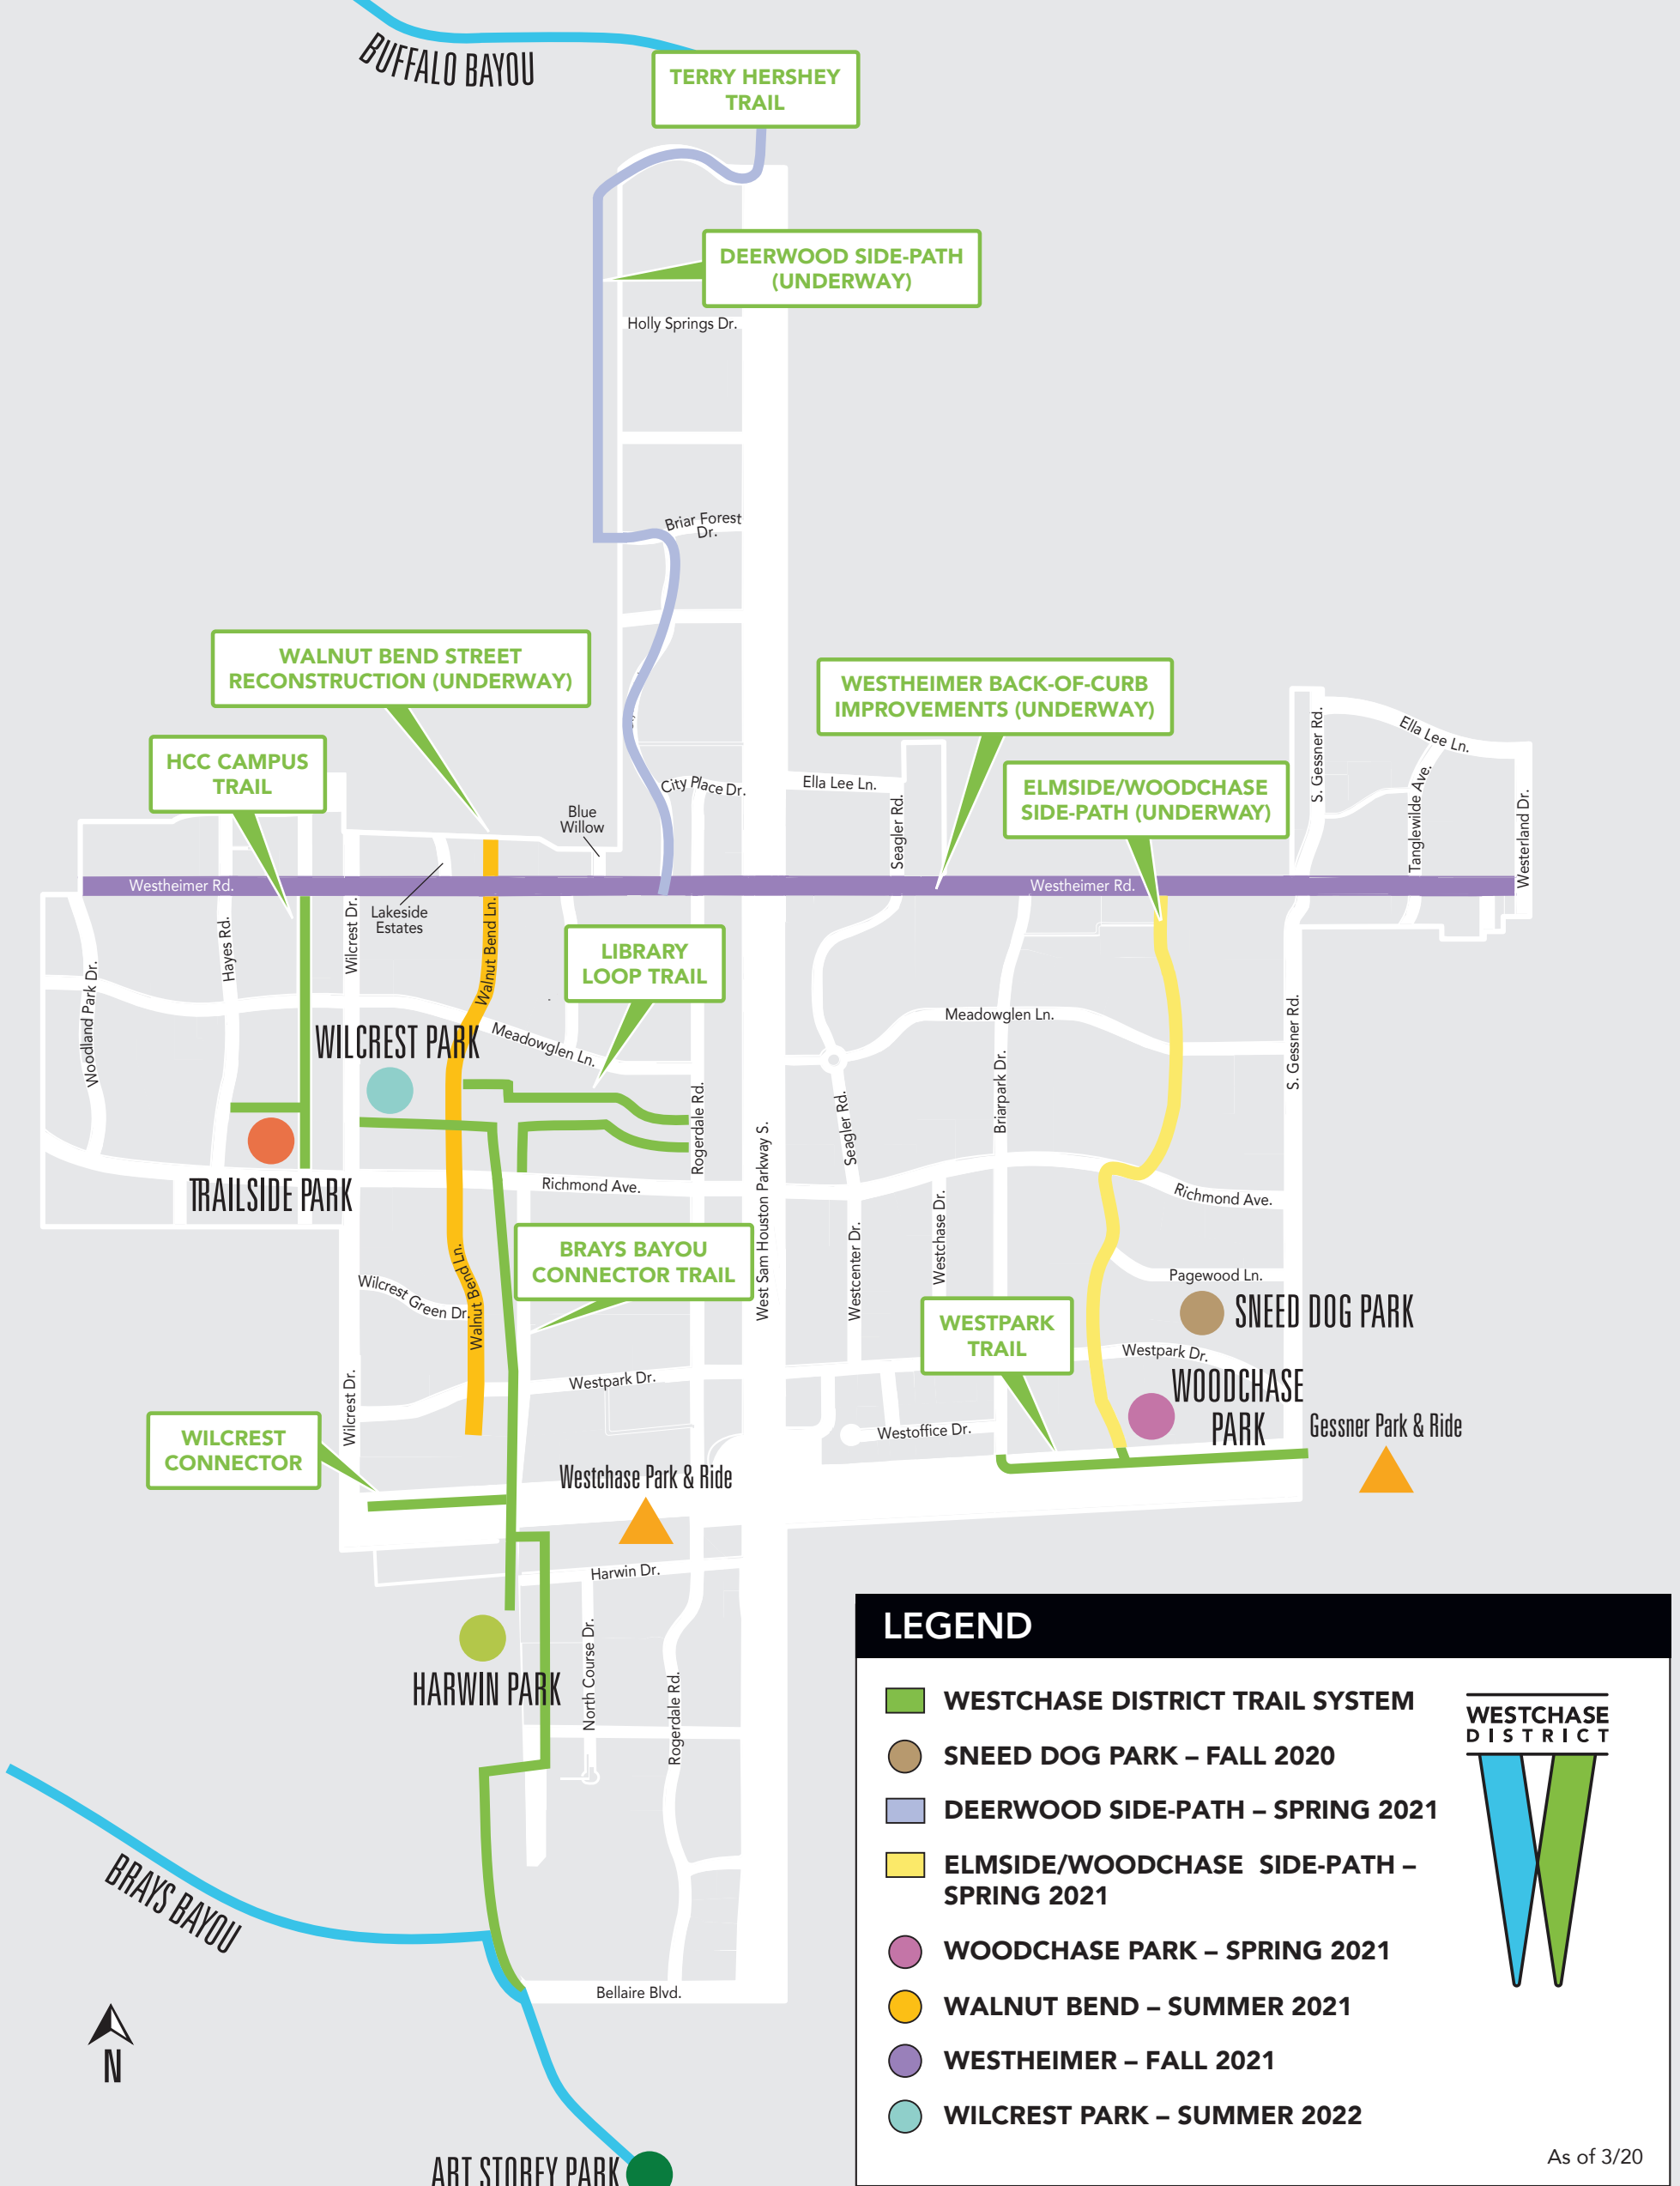 BUFFALO BAYOU
TERRY HERSHEY
TRAIL
DEERWOOD SIDE-PATH
(UNDERWAY)
Holly Springs Dr.
Briar Forest
Dr.
WALNUT BEND STREET
RECONSTRUCTION (UNDERWAY)
WESTHEIMER BACK-OF-CURB
IMPROVEMENTS (UNDERWAY)
HCC CAMPUS
TRAIL
ELMSIDE/WOODCHASE
SIDE-PATH (UNDERWAY)
S. Gessner Rd.
Ella Lee Ln.
City Place Dr.
Ella Lee Ln.
Blue
Willow
Seagler Rd.
Tanglewilde Ave.
Westerland Dr.
Westheimer Rd.
Westheimer Rd.
Lakeside
Estates
Woodland Park Dr.
Hayes Rd.
Wilcrest Dr.
Walnut Bend Ln.
LIBRARY
LOOP TRAIL
Meadowglen Ln.
Meadowglen Ln.
WILCREST PARK
S. Gessner Rd.
Briarpark Dr.
Rogerdale Rd.
Seagler Rd.
West Sam Houston Parkway S.
TRAILSIDE PARK
Richmond Ave.
Richmond Ave.
BRAYS BAYOU
CONNECTOR TRAIL
Westcenter Dr.
Westchase Dr.
Pagewood Ln.
Wilcrest Green Dr.
Walnut Bend Ln.
SNEED DOG PARK
WESTPARK
TRAIL
Westpark Dr.
Westpark Dr.
WOODCHASE
PARK
Wilcrest Dr.
Westoffice Dr.
Gessner Park & Ride
WILCREST
CONNECTOR
Westchase Park & Ride
Harwin Dr.
HARWIN PARK
North Course Dr.
Rogerdale Rd.
BRAYS BAYOU
Bellaire Blvd.
N
ART STOREY PARK
LEGEND
WESTCHASE DISTRICT TRAIL SYSTEM
SNEED DOG PARK – FALL 2020
DEERWOOD SIDE-PATH – SPRING 2021
ELMSIDE/WOODCHASE  SIDE-PATH –
SPRING 2021
WOODCHASE PARK – SPRING 2021
WALNUT BEND – SUMMER 2021
WESTHEIMER – FALL 2021
WILCREST PARK – SUMMER 2022
WESTCHASE
DISTRICT
As of 3/20